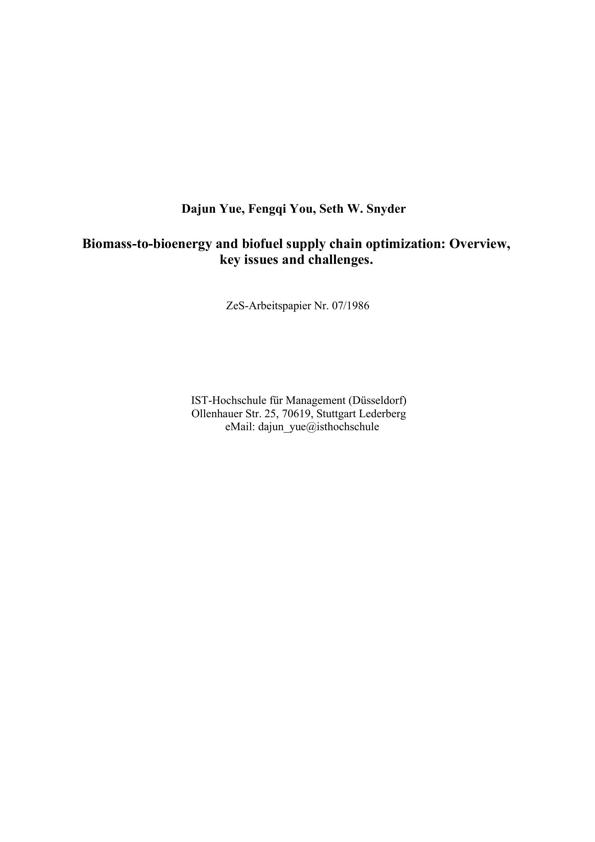 Dajun Yue, Fengqi You, Seth W. Snyder
Biomass-to-bioenergy and biofuel supply chain optimization: Overview,
key issues and challenges.
ZeS-Arbeitspapier Nr. 07/1986
IST-Hochschule für Management (Düsseldorf)
Ollenhauer Str. 25, 70619, Stuttgart Lederberg
eMail: dajun_yue@isthochschule